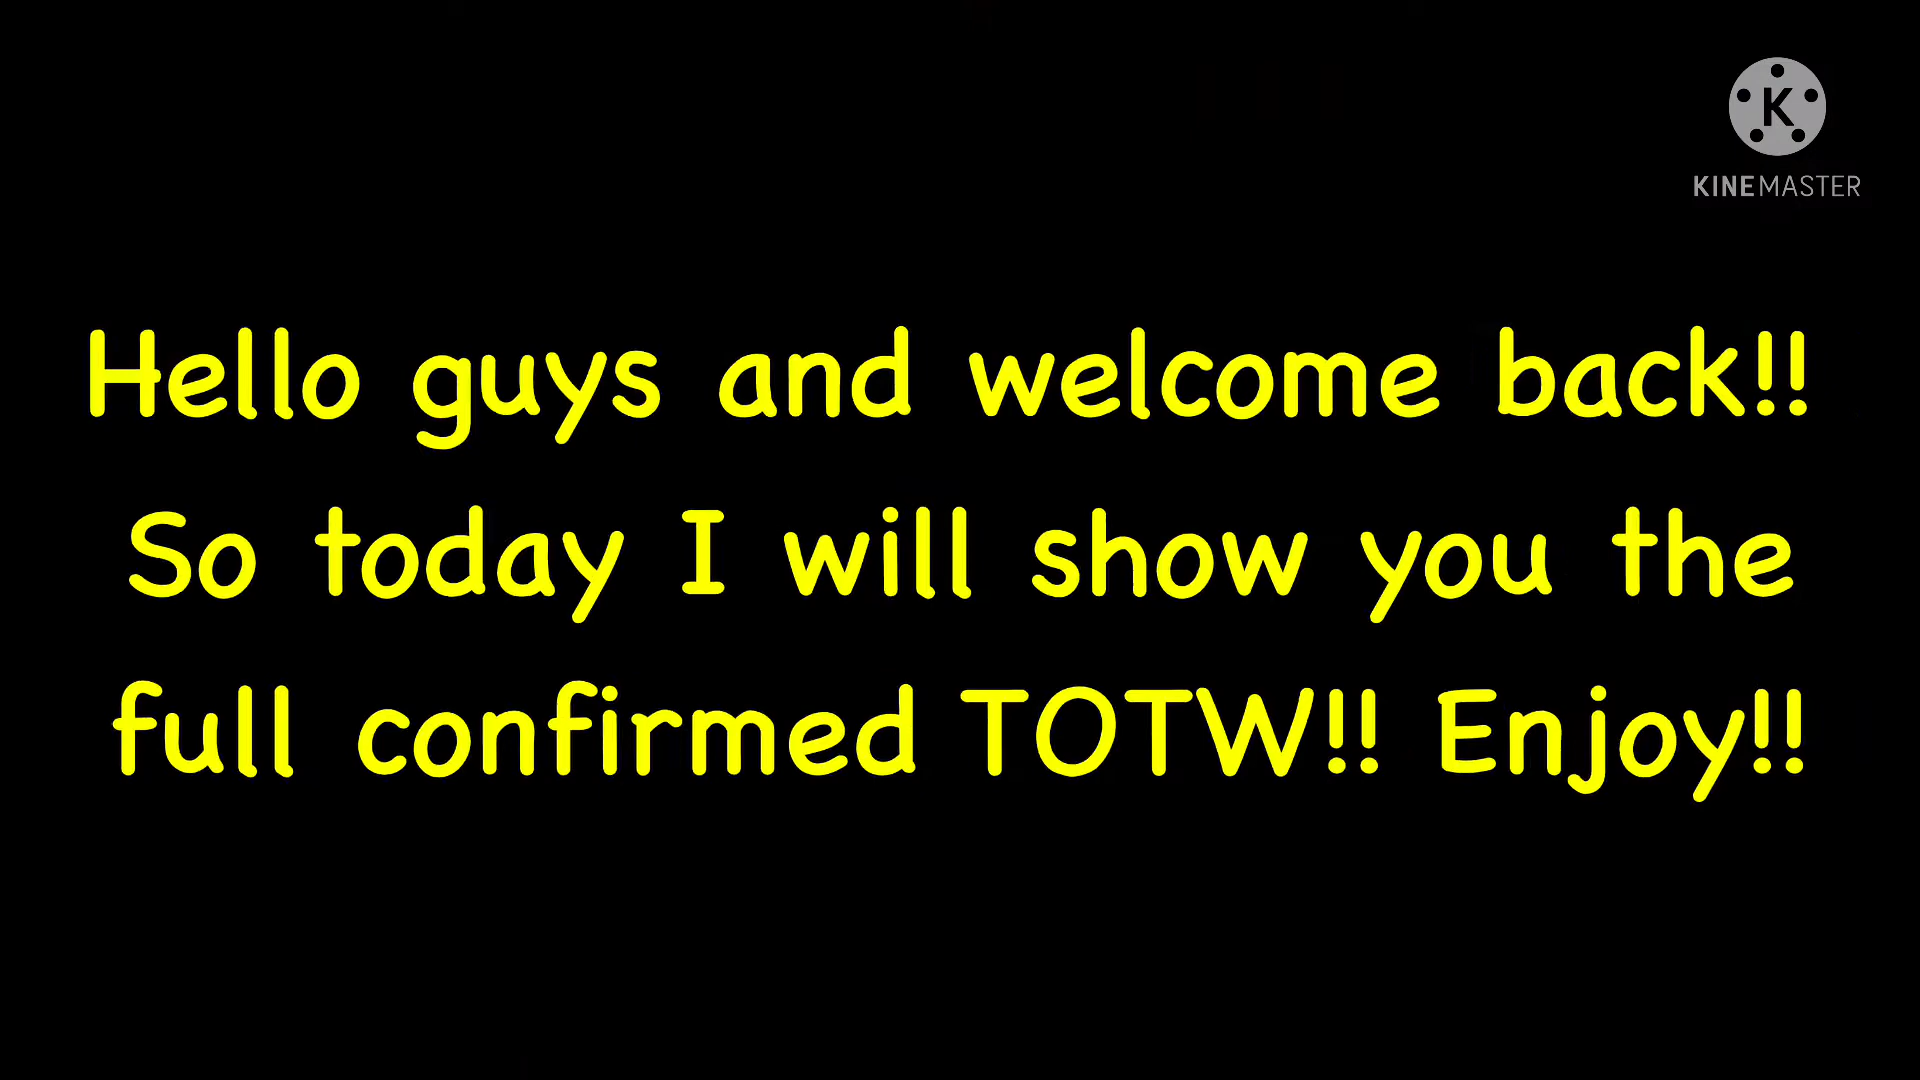 K
KINEMASTER
Hello guys and welcome back!!
So today I will show you the
full confirmed TOTW!! Enjoy!!